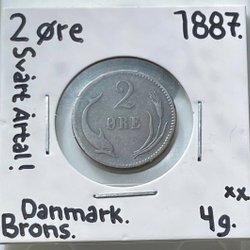 2 Øre
1887.
Svårt Årtal!
2
ØRE
Danmark.
Brons.
xx
4g.